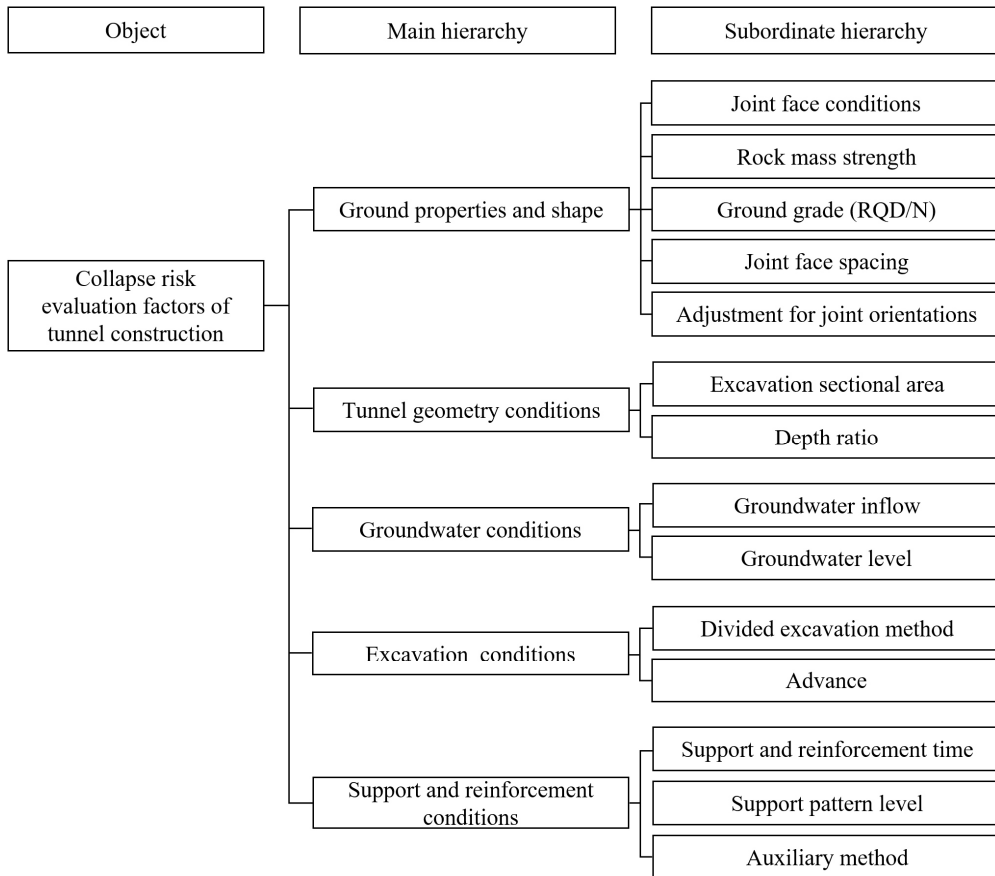 Object
Main hierarchy
Subordinate hierarchy
Collapse risk
evaluation factors of
tunnel construction
Ground properties and shape
Joint face conditions
Rock mass strength
Ground grade (RQD/N)
Joint face spacing
Adjustment for joint orientations
Tunnel geometry conditions
Excavation sectional area
Depth ratio
Groundwater conditions
Groundwater inflow
Groundwater level
Excavation conditions
Divided excavation method
Advance
Support and reinforcement
conditions
Support and reinforcement time
Support pattern level
Auxiliary method